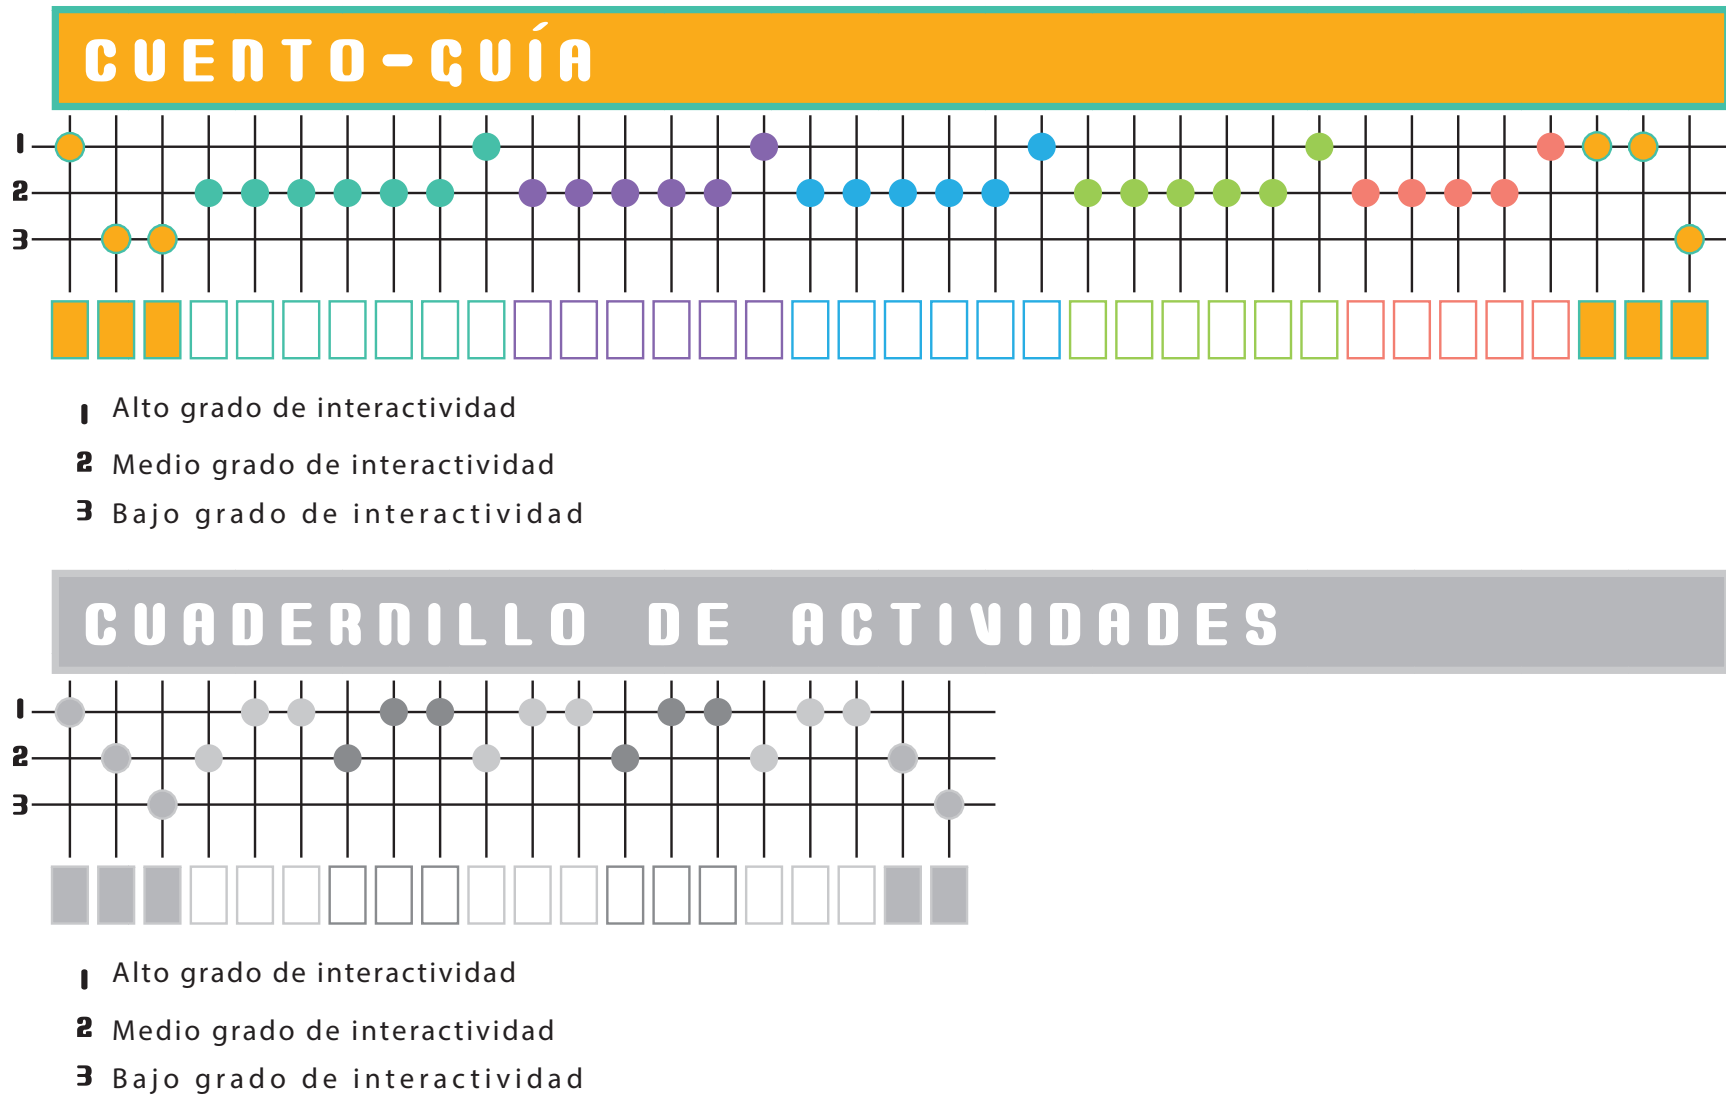 CUENTO-GUÍA
1
2
3
1 Alto grado de interactividad
2 Medio grado de interactividad
3 Bajo grado de interactividad
CUADERNILLO DE ACTIVIDADES
1
2
3
1 Alto grado de interactividad
2 Medio grado de interactividad
3 Bajo grado de interactividad